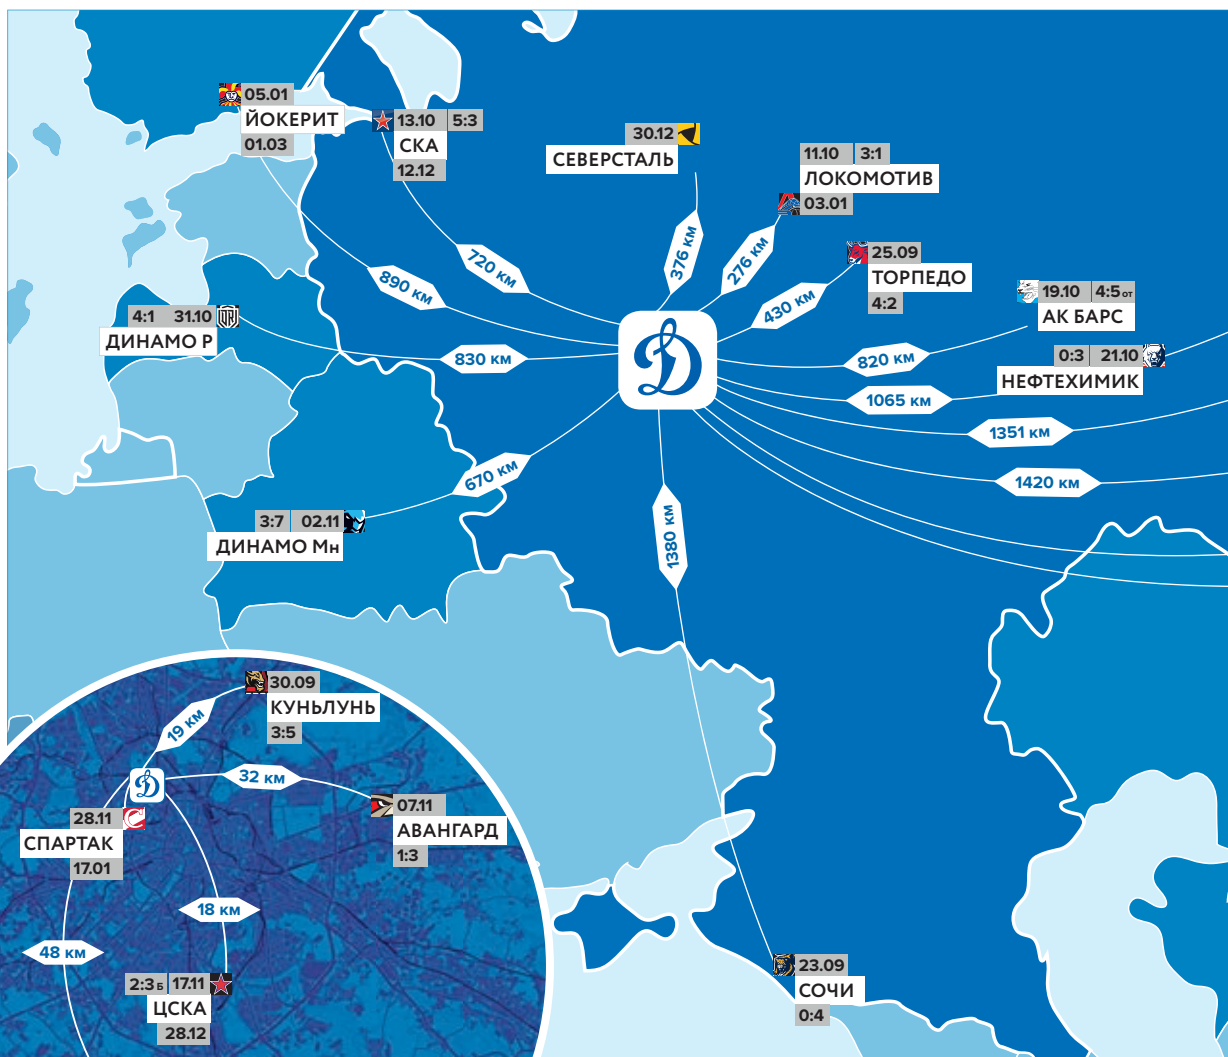 05.01
ЙОКЕРИТ
01.03
13.10 5:3
СКА
12.12
30.12
СЕВЕРСТАЛЬ
11.10 3:1
ЛОКОМОТИВ
03.01
25.09
ТОРПЕДО
4:2
19.10 4:5 от
АК БАРС
0:3 21.10
НЕФТЕХИМИК
4:1 31.10
ДИНАМО Р
3:7 02.11
ДИНАМО Мн
720 км
890 км
830 км
670 км
376 км
276 км
430 км
820 км
1065 км
1351 км
1420 км
1380 км
Д
30.09
КУНЬЛУНЬ
3:5
19 км
32 км
Д
07.11
АВАНГАРД
1:3
28.11
СПАРТАК
17.01
18 км
48 км
2:3 Б 17.11
ЦСКА
28.12
23.09
СОЧИ
0:4